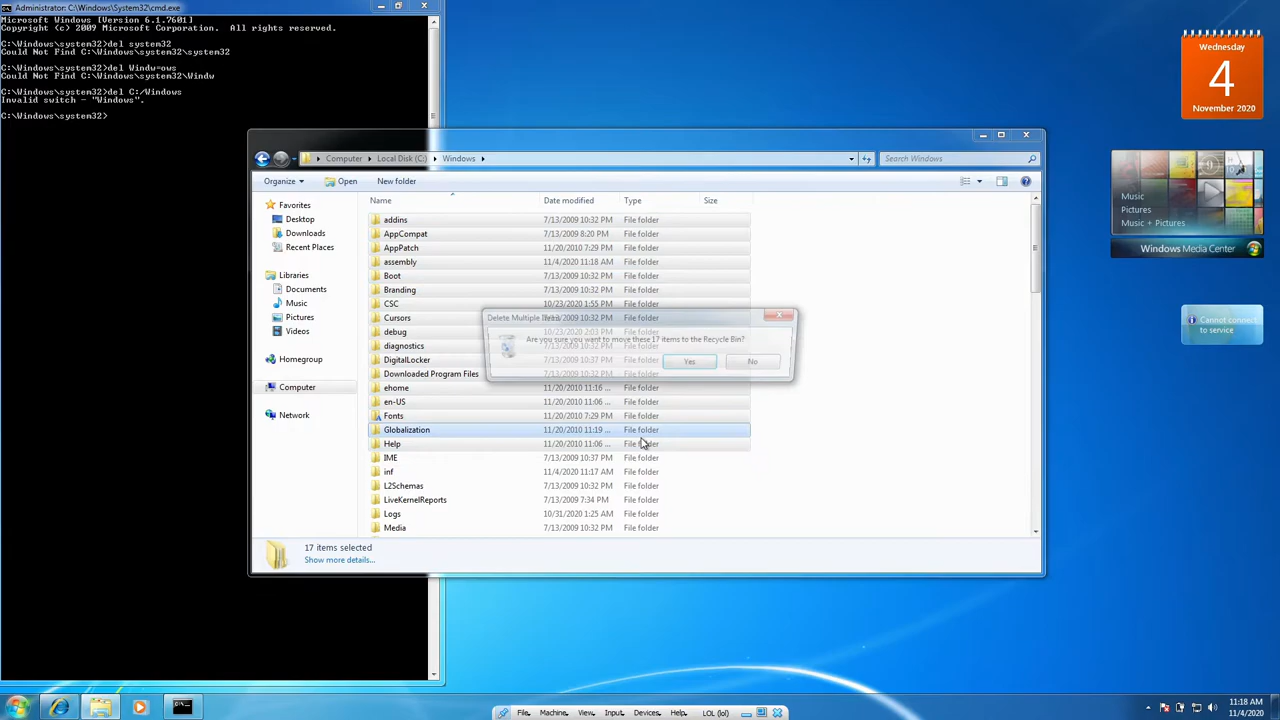 Administrator: C:\Windows\System32\cmd.exe
Microsoft Windows [Version 6.1.7601]
Copyright (c) 2009 Microsoft Corporation.  All rights reserved.
C:\Windows\system32>del system32
Could Not Find C:\Windows\system32\system32
C:\Windows\system32>del Windw=ows
Could Not Find C:\Windows\system32\Windw
C:\Windows\system32>del C:/Windows
Invalid switch - "Windows".
C:\Windows\system32>
Computer Local Disk (C:) Windows
Search Windows
Organize Open New folder
Favorites
Desktop
Downloads
Recent Places
Libraries
Documents
Music
Pictures
Videos
Homegroup
Computer
Network
Name Date modified Type Size
addins 7/13/2009 10:32 PM File folder
AppCompat 7/13/2009 8:20 PM File folder
AppPatch 11/20/2010 7:29 PM File folder
assembly 11/4/2020 11:18 AM File folder
Boot 7/13/2009 10:32 PM File folder
Branding 7/13/2009 10:32 PM File folder
CSC 10/23/2020 1:55 PM File folder
Cursors 7/13/2009 10:32 PM File folder
debug 10/23/2020 2:03 PM File folder
diagnostics 7/13/2009 10:32 PM File folder
DigitalLocker 7/13/2009 10:32 PM File folder
Downloaded Program Files 7/13/2009 10:32 PM File folder
ehome 11/20/2010 11:16 ... File folder
en-US 11/20/2010 11:06 ... File folder
Fonts 11/20/2010 7:29 PM File folder
Globalization 11/20/2010 11:19 ... File folder
Help 11/20/2010 11:06 ... File folder
IME 7/13/2009 10:37 PM File folder
inf 11/4/2020 11:17 AM File folder
L2Schemas 7/13/2009 10:32 PM File folder
LiveKernelReports 7/13/2009 7:34 PM File folder
Logs 10/31/2020 1:25 AM File folder
Media 7/13/2009 10:32 PM File folder
Delete Multiple Items
Are you sure you want to move these 17 items to the Recycle Bin?
Yes No
17 items selected
Show more details...
Wednesday
4
November 2020
Music
Pictures
Music + Pictures
Windows Media Center
Cannot connect
to service
File Machine View Input Devices Help LOL (lol)
11:18 AM
11/4/2020